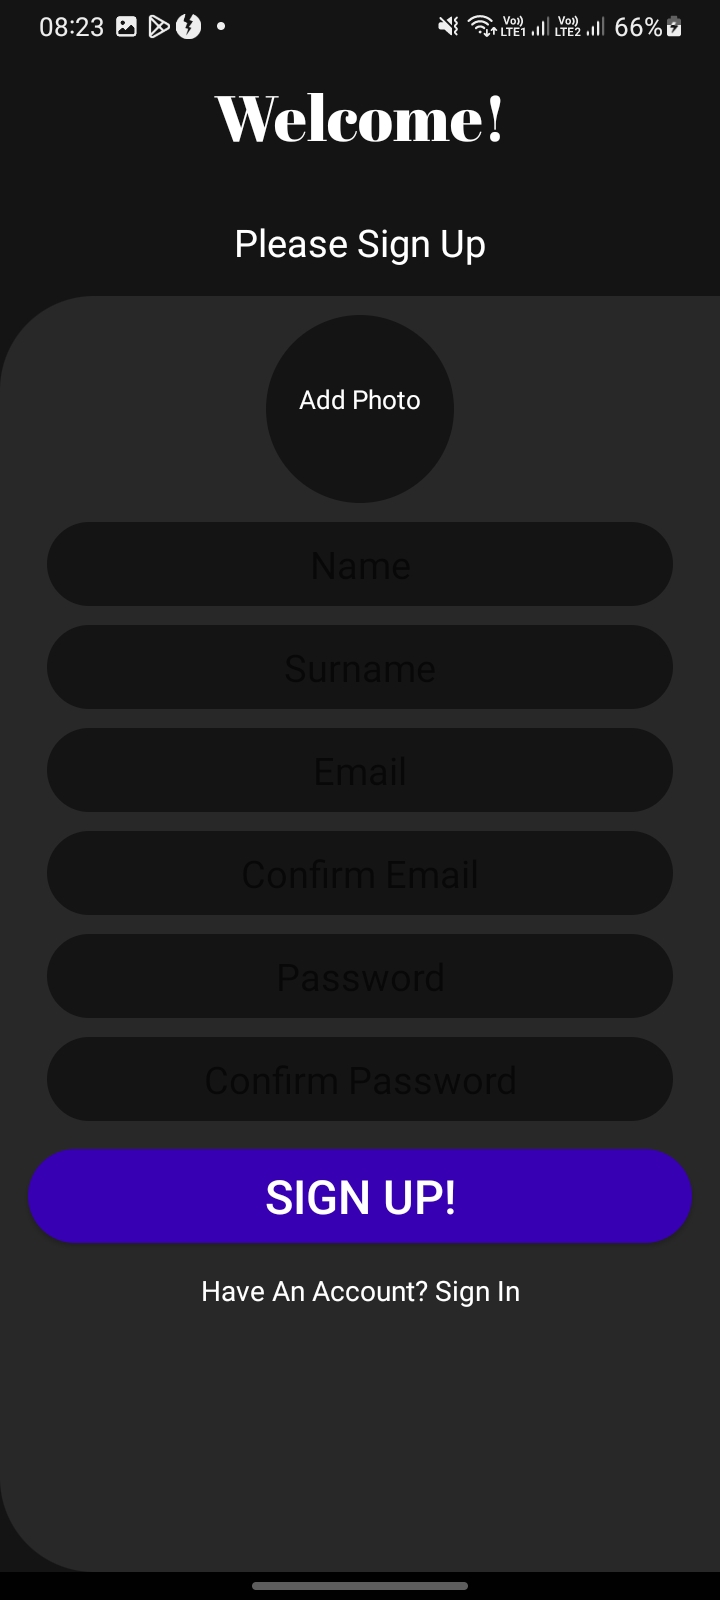 08:23
Vo)) LTE1 Vo)) LTE2 66%
Welcome!
Please Sign Up
Add Photo
Name
Surname
Email
Confirm Email
Password
Confirm Password
SIGN UP!
Have An Account? Sign In